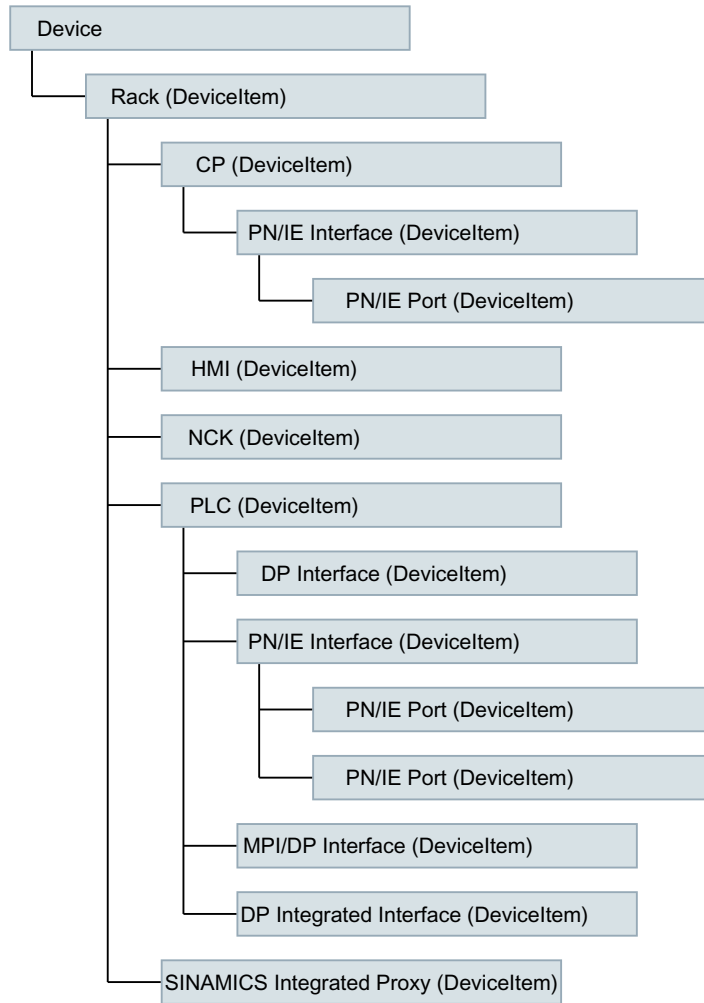 Device
Rack (DeviceItem)
CP (DeviceItem)
PN/IE Interface (DeviceItem)
PN/IE Port (DeviceItem)
HMI (DeviceItem)
NCK (DeviceItem)
PLC (DeviceItem)
DP Interface (DeviceItem)
PN/IE Interface (DeviceItem)
PN/IE Port (DeviceItem)
PN/IE Port (DeviceItem)
MPI/DP Interface (DeviceItem)
DP Integrated Interface (DeviceItem)
SINAMICS Integrated Proxy (DeviceItem)